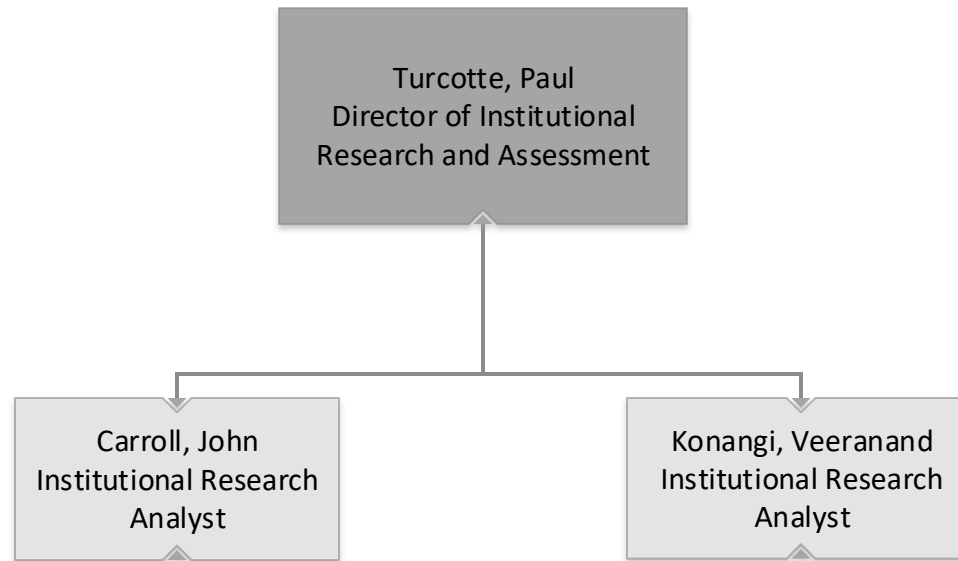 Turcotte, Paul
Director of Institutional
Research and Assessment
Carroll, John
Institutional Research
Analyst
Konangi, Veeranand
Institutional Research
Analyst